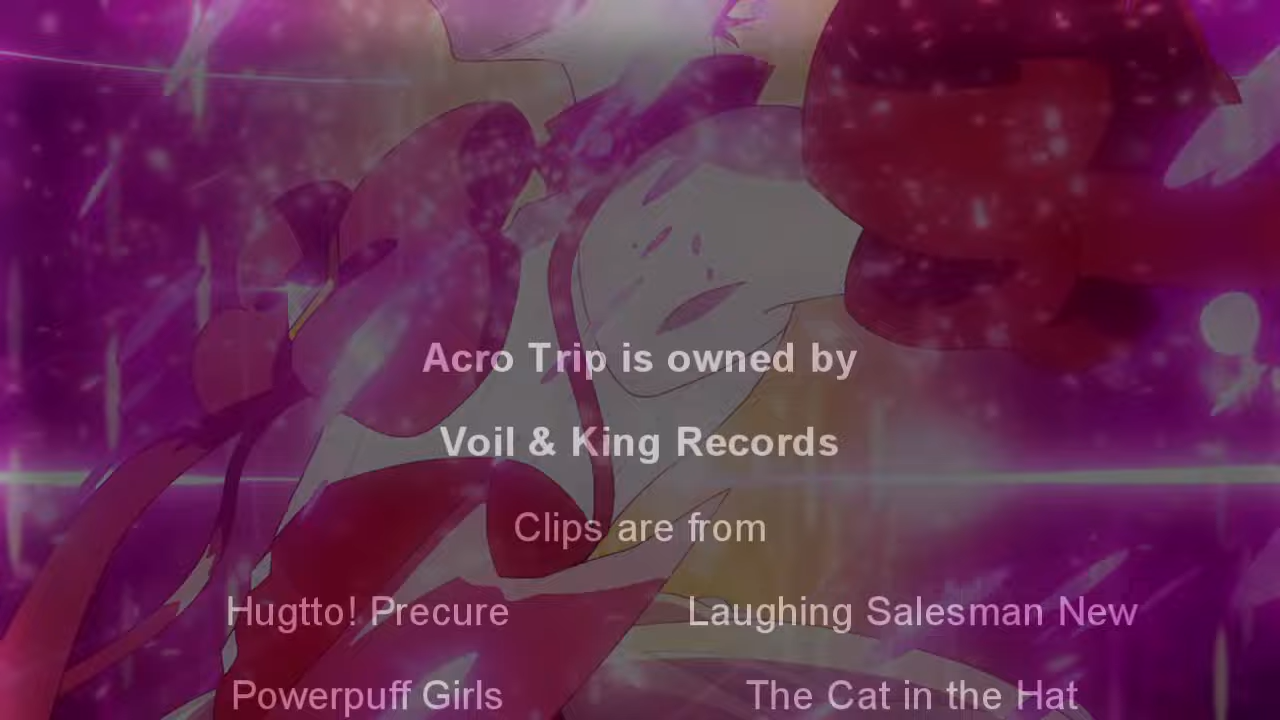 Acro Trip is owned by
Voil & King Records
Clips are from
Hugtto! Precure
Laughing Salesman New
Powerpuff Girls
The Cat in the Hat